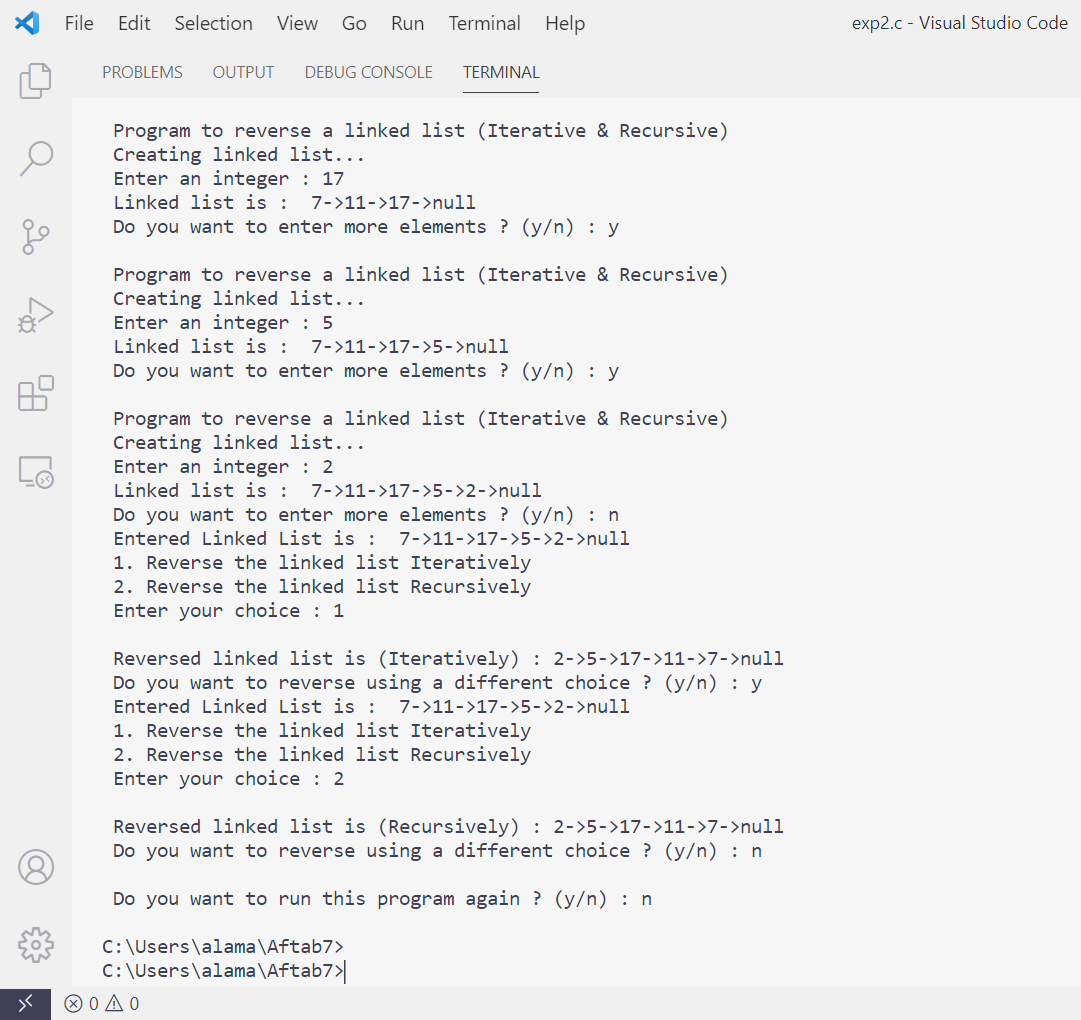 File Edit Selection View Go Run Terminal Help exp2.c - Visual Studio Code
PROBLEMS OUTPUT DEBUG CONSOLE TERMINAL
Program to reverse a linked list (Iterative & Recursive)
Creating linked list...
Enter an integer : 17
Linked list is :  7->11->17->null
Do you want to enter more elements ? (y/n) : y
Program to reverse a linked list (Iterative & Recursive)
Creating linked list...
Enter an integer : 5
Linked list is :  7->11->17->5->null
Do you want to enter more elements ? (y/n) : y
Program to reverse a linked list (Iterative & Recursive)
Creating linked list...
Enter an integer : 2
Linked list is :  7->11->17->5->2->null
Do you want to enter more elements ? (y/n) : n
Entered Linked List is :  7->11->17->5->2->null
1. Reverse the linked list Iteratively
2. Reverse the linked list Recursively
Enter your choice : 1
Reversed linked list is (Iteratively) : 2->5->17->11->7->null
Do you want to reverse using a different choice ? (y/n) : y
Entered Linked List is :  7->11->17->5->2->null
1. Reverse the linked list Iteratively
2. Reverse the linked list Recursively
Enter your choice : 2
Reversed linked list is (Recursively) : 2->5->17->11->7->null
Do you want to reverse using a different choice ? (y/n) : n
Do you want to run this program again ? (y/n) : n
C:\Users\alama\Aftab7>
C:\Users\alama\Aftab7>
0 0